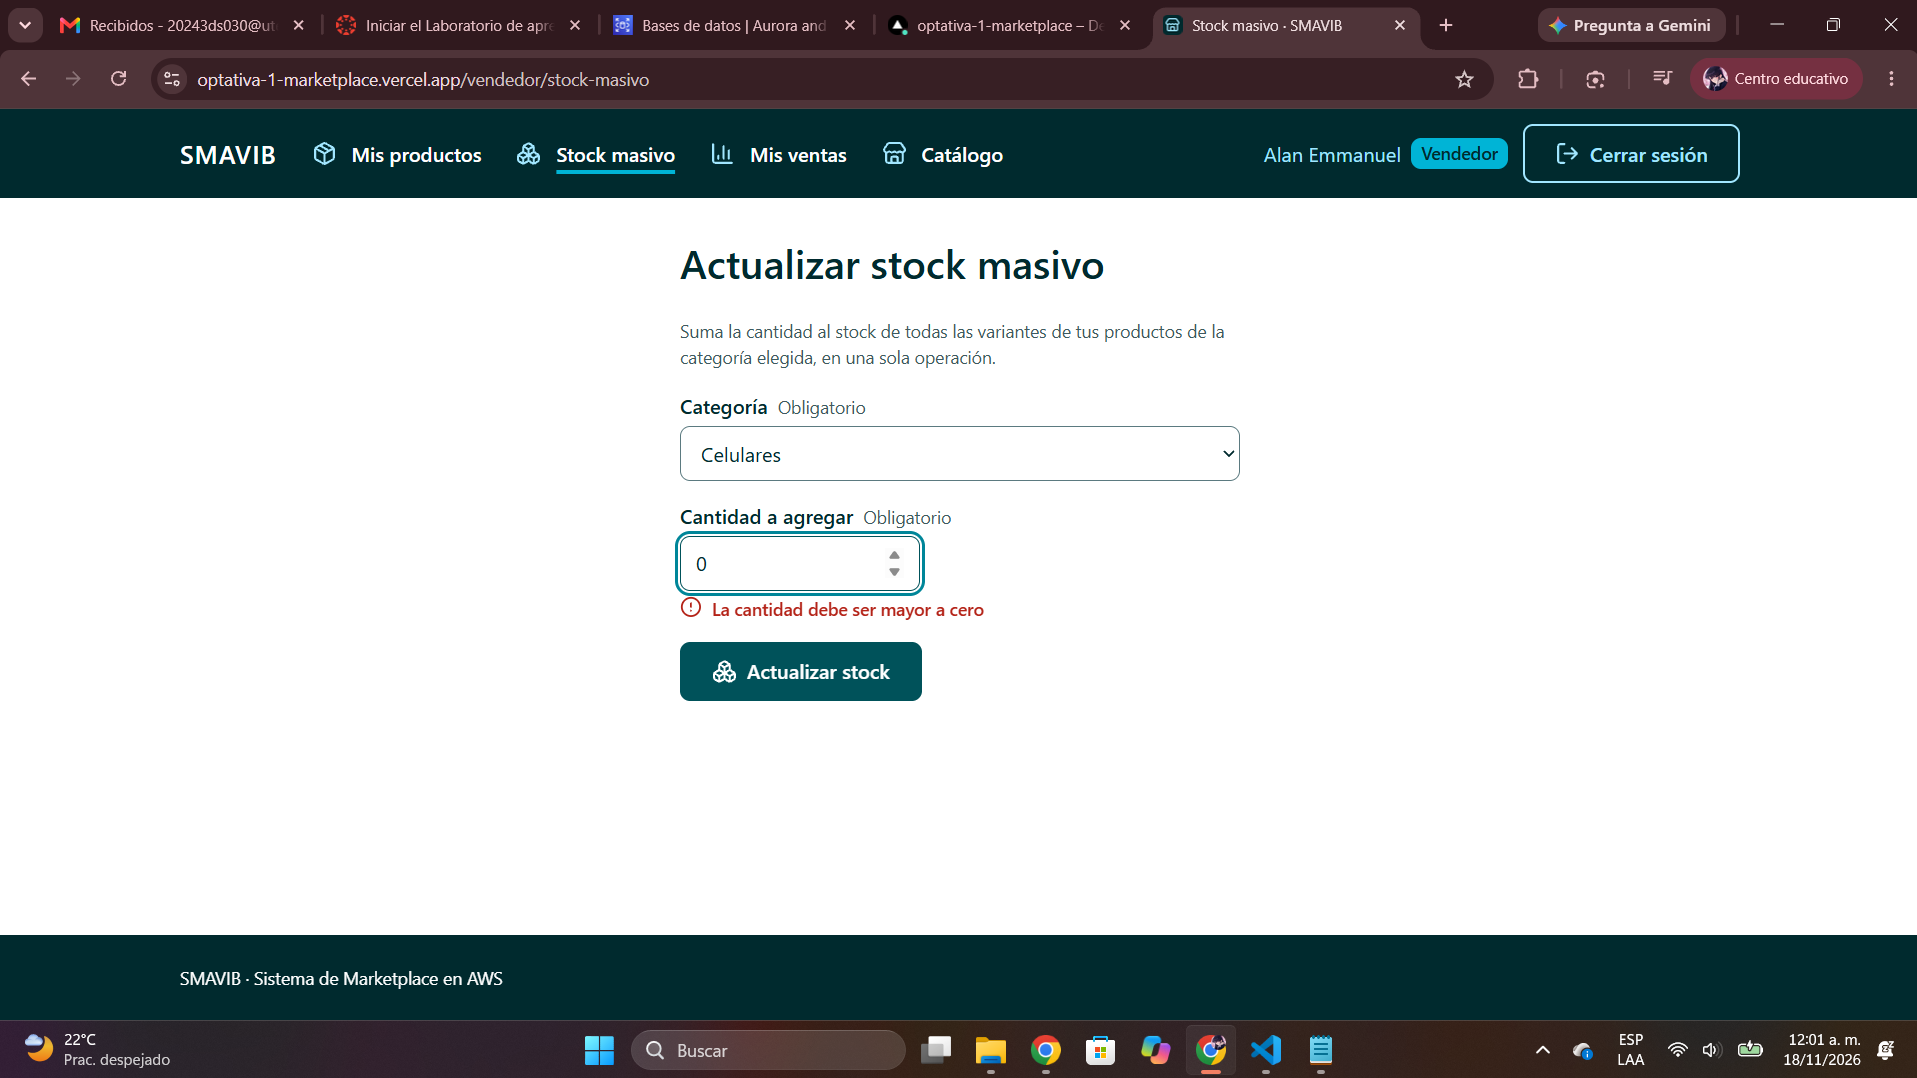 Recibidos - 20243ds030@ut
Iniciar el Laboratorio de apre
Bases de datos | Aurora and
optativa-1-marketplace – De
Stock masivo · SMAVIB
Pregunta a Gemini
optativa-1-marketplace.vercel.app/vendedor/stock-masivo
Centro educativo
SMAVIB
Mis productos
Stock masivo
Mis ventas
Catálogo
Alan Emmanuel
Vendedor
Cerrar sesión
Actualizar stock masivo
Suma la cantidad al stock de todas las variantes de tus productos de la
categoría elegida, en una sola operación.
Categoría Obligatorio
Celulares
Cantidad a agregar Obligatorio
0
La cantidad debe ser mayor a cero
Actualizar stock
SMAVIB · Sistema de Marketplace en AWS
22°C
Prac. despejado
Buscar
ESP
LAA
12:01 a. m.
18/11/2026